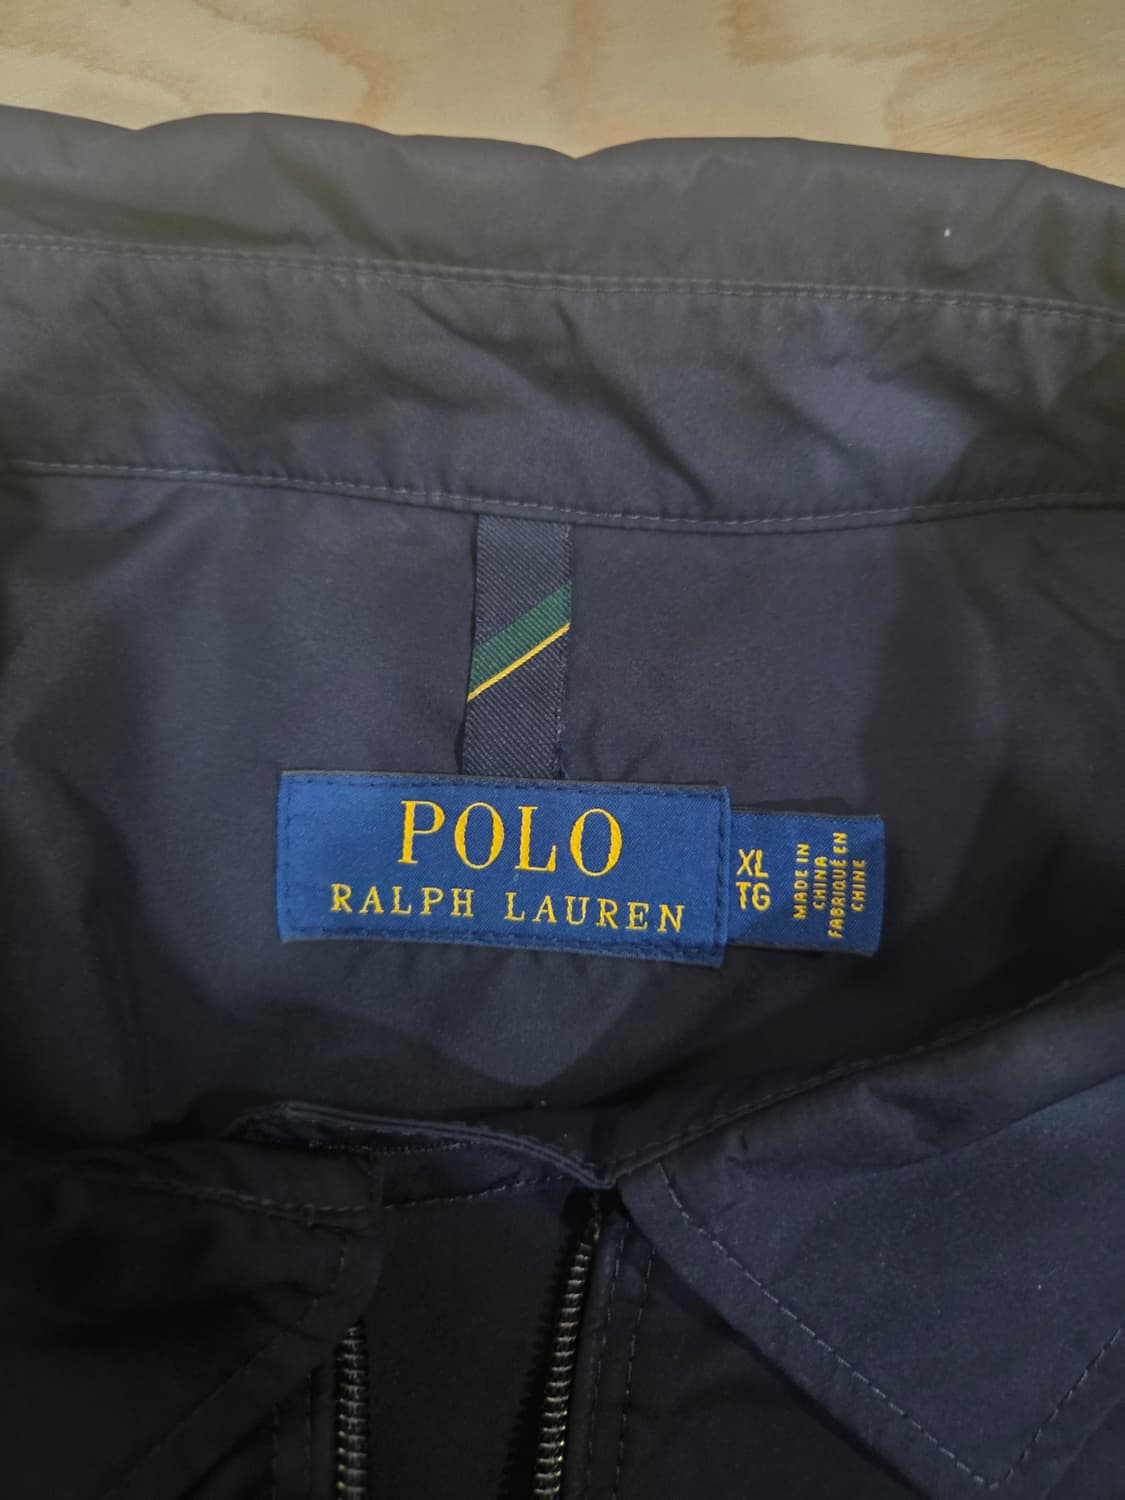 POLO
RALPH LAUREN
XL
TG
MADE IN
CHINA
FABRIQUÉ EN
CHINE